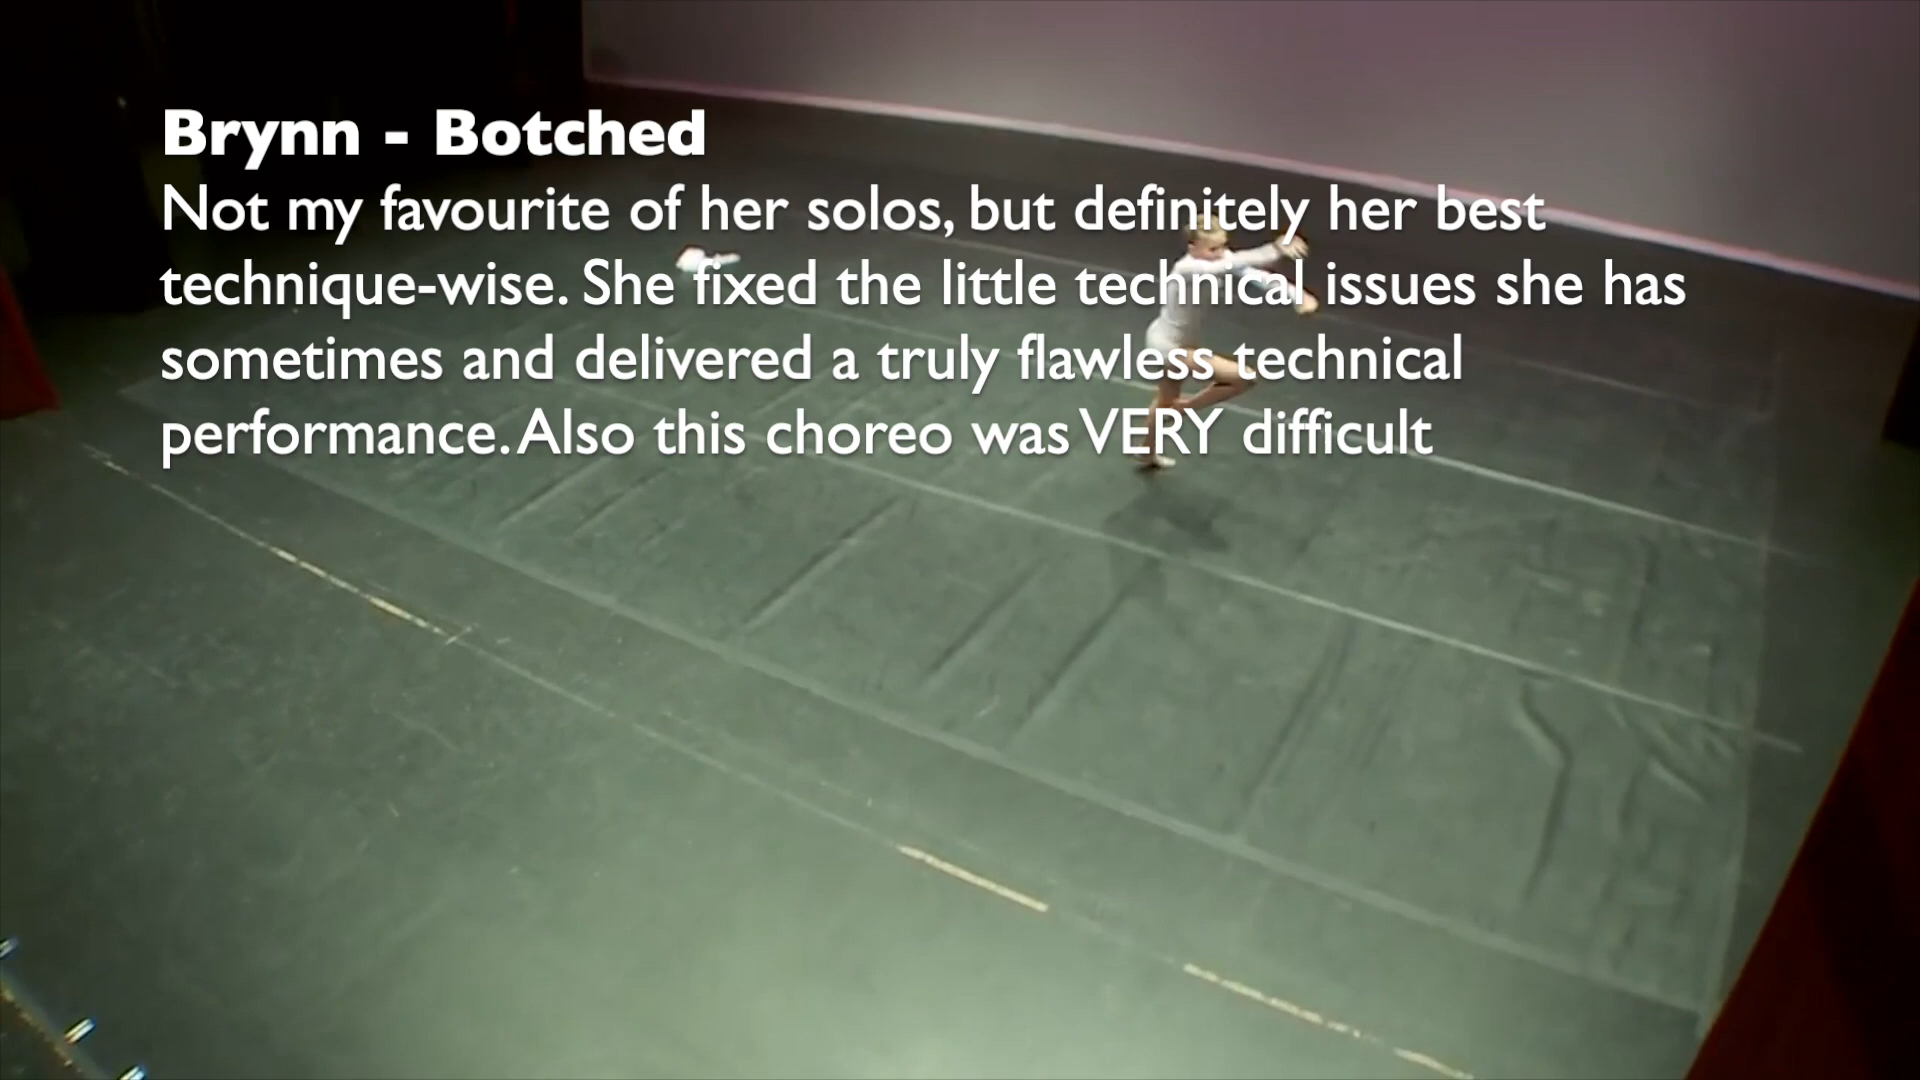 Brynn - Botched
Not my favourite of her solos, but definitely her best
technique-wise. She fixed the little technical issues she has
sometimes and delivered a truly flawless technical
performance. Also this choreo was VERY difficult